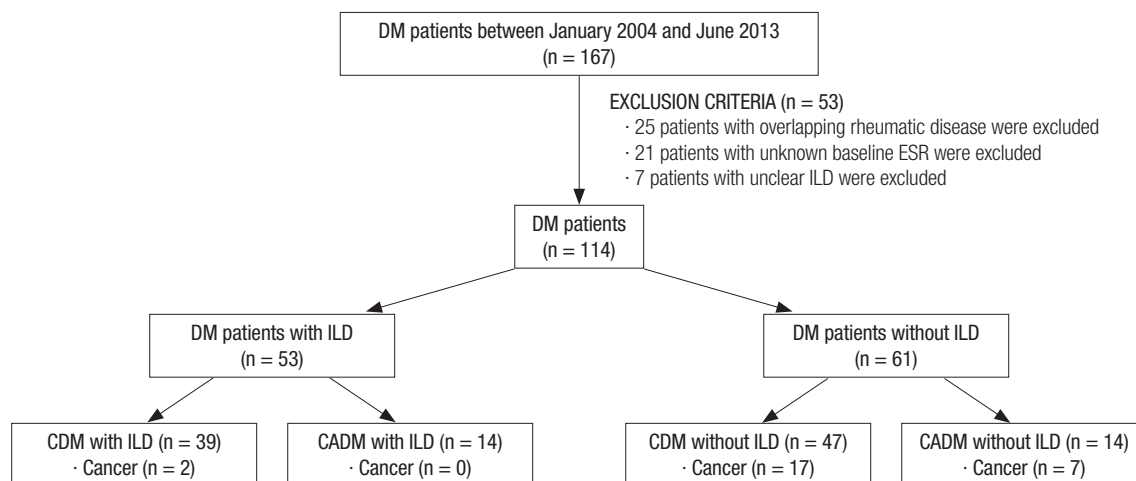 DM patients between January 2004 and June 2013
(n = 167)
EXCLUSION CRITERIA (n = 53)
· 25 patients with overlapping rheumatic disease were excluded
· 21 patients with unknown baseline ESR were excluded
· 7 patients with unclear ILD were excluded
DM patients
(n = 114)
DM patients with ILD
(n = 53)
DM patients without ILD
(n = 61)
CDM with ILD (n = 39)
· Cancer (n = 2)
CADM with ILD (n = 14)
· Cancer (n = 0)
CDM without ILD (n = 47)
· Cancer (n = 17)
CADM without ILD (n = 14)
· Cancer (n = 7)